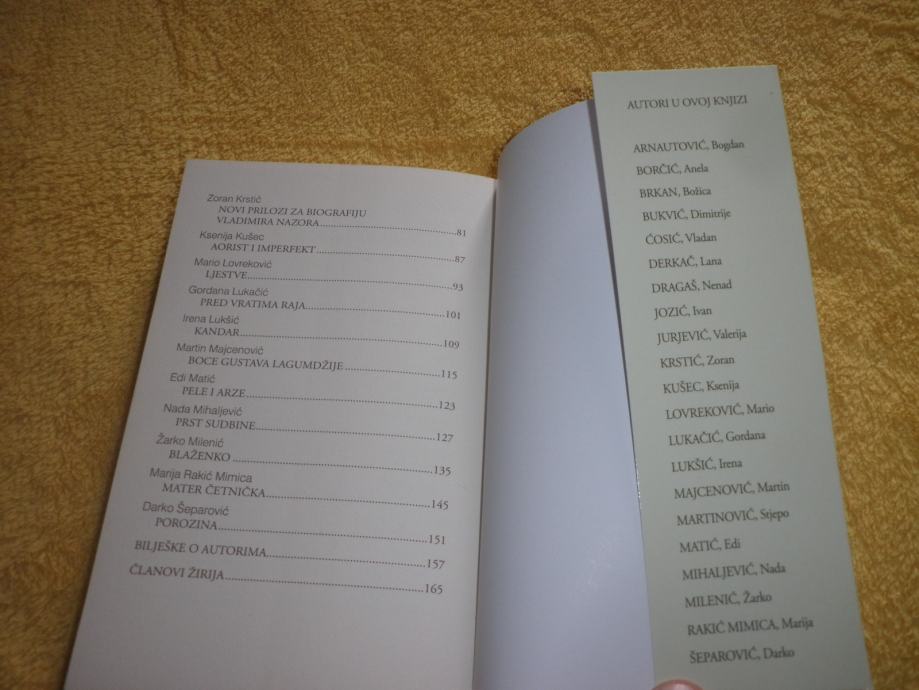 Zoran Krstić
NOVI PRILOZI ZA BIOGRAFIJU
VLADIMIRA NAZORA....................................................81
Ksenija Kušec
AORIST I IMPERFEKT....................................................87
Mario Lovreković
LJESTVE....................................................93
Gordana Lukačić
PRED VRATIMA RAJA....................................................101
Irena Lukšić
KANDAR....................................................109
Martin Majcenović
BOCE GUSTAVA LAGUMDŽIJE....................................................115
Edi Matić
PELE I ARZE....................................................123
Nada Mihaljević
PRST SUDBINE....................................................127
Žarko Milenić
BLAŽENKO....................................................135
Marija Rakić Mimica
MATER ČETNIČKA....................................................145
Darko Šeparović
POROZINA....................................................151
BILJEŠKE O AUTORIMA....................................................157
ČLANOVI ŽIRIJA....................................................165
AUTORI U OVOJ KNJIZI
ARNAUTOVIĆ, Bogdan
BORČIĆ, Anela
BRKAN, Božica
BUKVIĆ, Dimitrije
ĆOSIĆ, Vladan
DERKAČ, Lana
DRAGAŠ, Nenad
JOZIĆ, Ivan
JURJEVIĆ, Valerija
KRSTIĆ, Zoran
KUŠEC, Ksenija
LOVREKOVIĆ, Mario
LUKAČIĆ, Gordana
LUKŠIĆ, Irena
MAJCENOVIĆ, Martin
MARTINOVIĆ, Stjepo
MATIĆ, Edi
MIHALJEVIĆ, Nada
MILENIĆ, Žarko
RAKIĆ MIMICA, Marija
ŠEPAROVIĆ, Darko